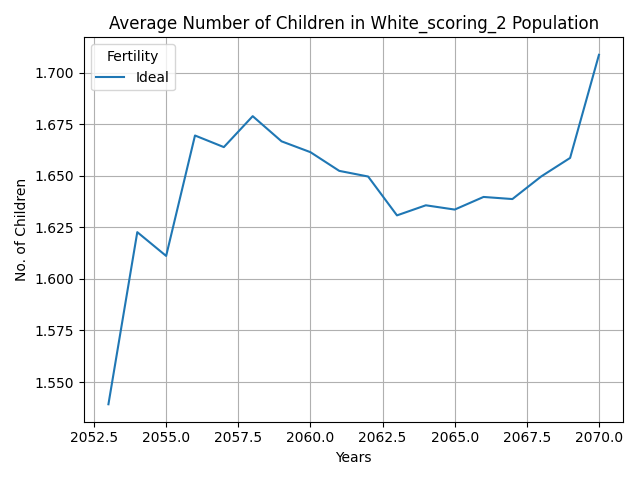 Average Number of Children in White_scoring_2 Population
Fertility
Ideal
1.700
1.675
1.650
1.625
1.600
1.575
1.550
No. of Children
2052.5 2055.0 2057.5 2060.0 2062.5 2065.0 2067.5 2070.0
Years